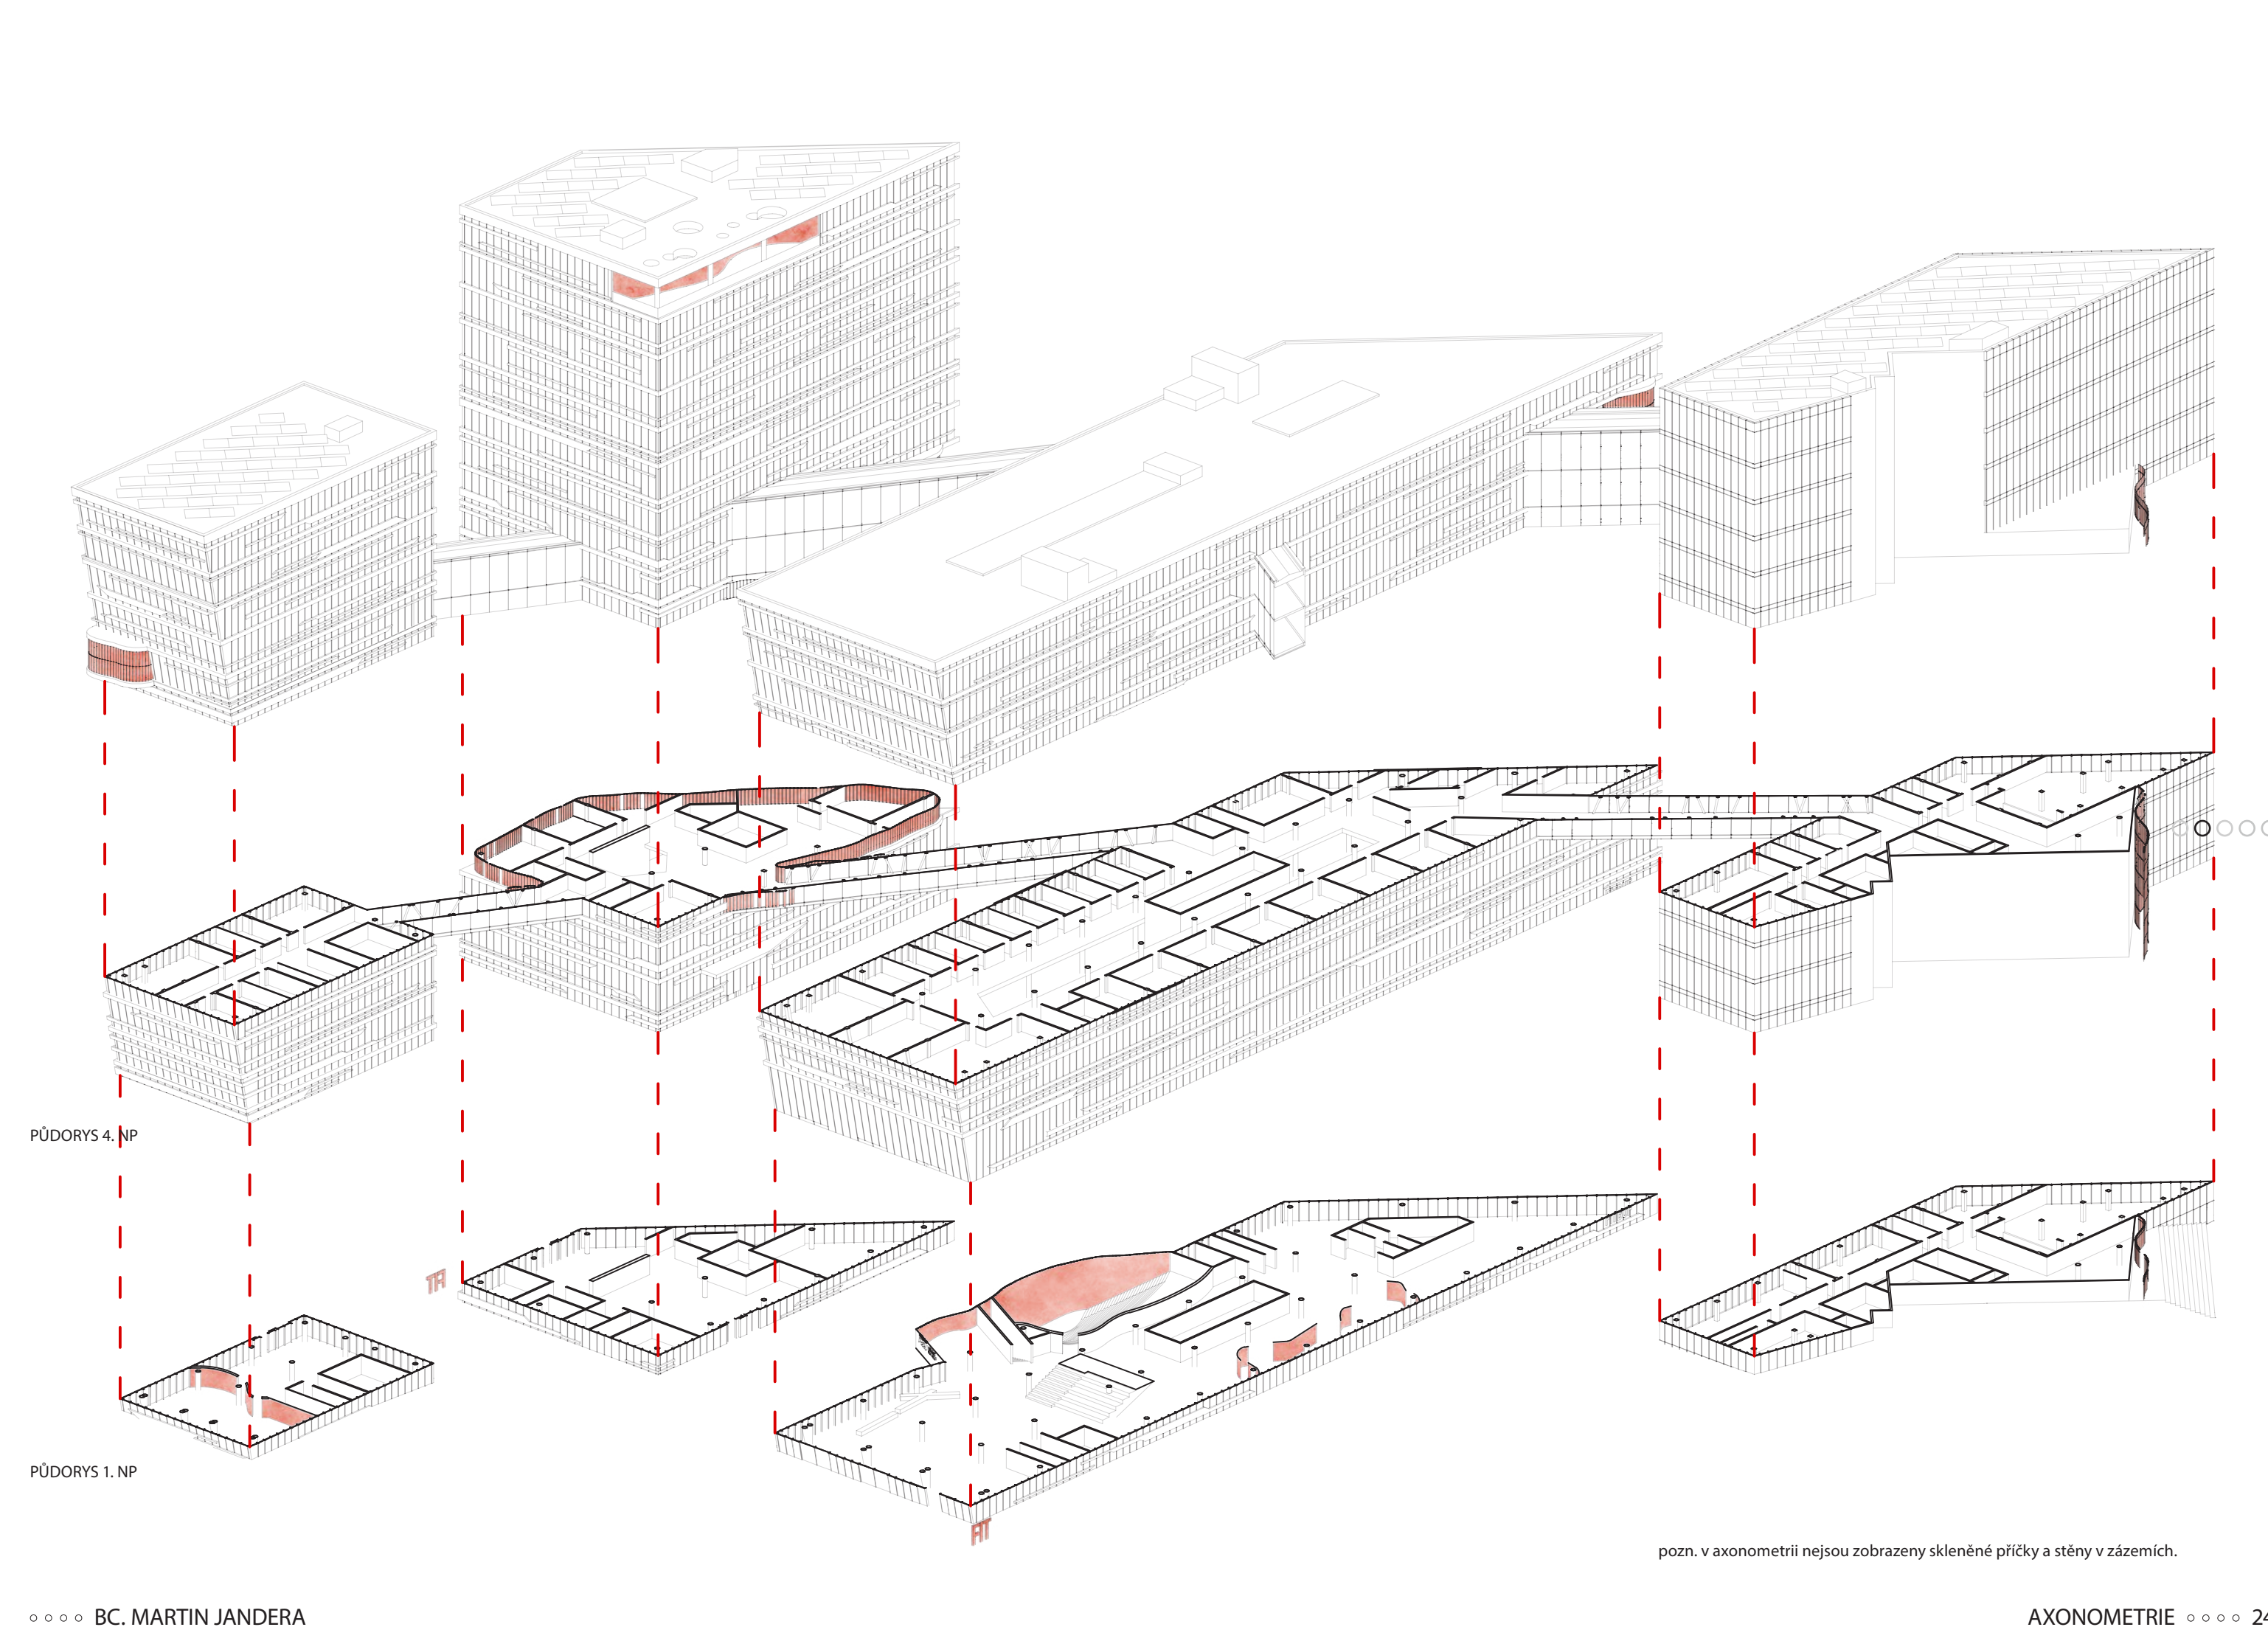 PŮDORYS 4. NP
PŮDORYS 1. NP
pozn. v axonometrii nejsou zobrazeny skleněné příčky a stěny v zázemích.
BC. MARTIN JANDERA
AXONOMETRIE